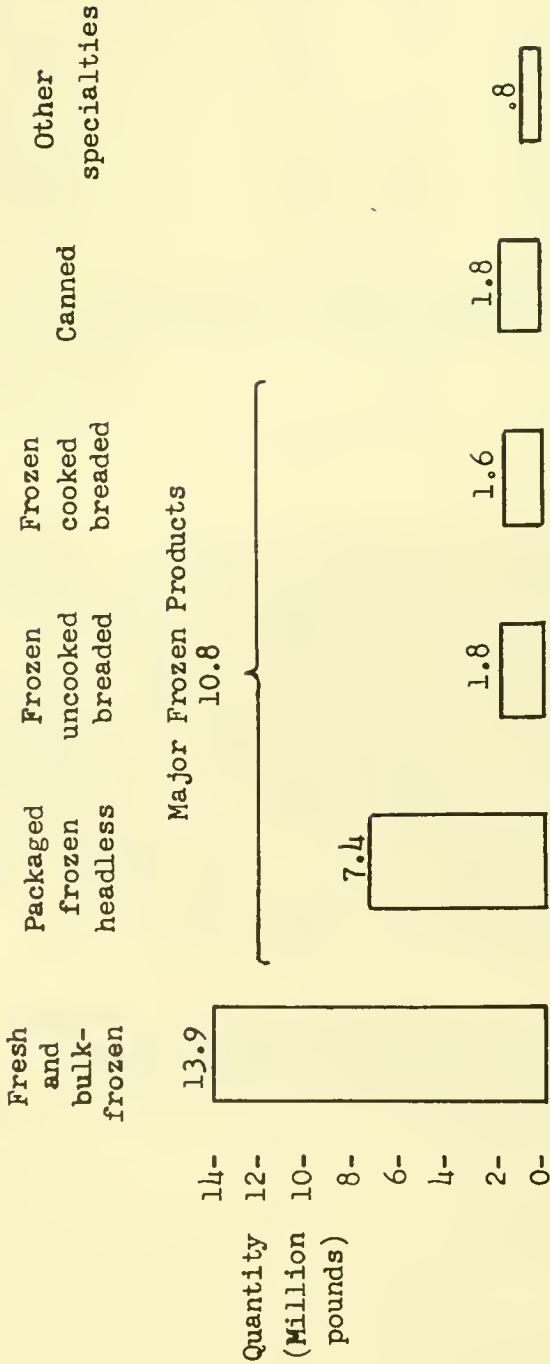 Fresh
and
bulk-
frozen
Packaged
frozen
headless
Frozen
uncooked
breaded
Frozen
cooked
breaded
Canned
Other
specialties
Major Frozen Products
10.8
Quantity
(Million
pounds)
14-
12-
10-
8-
6-
4-
2-
0-
13.9
7.4
1.8
1.6
1.8
.8